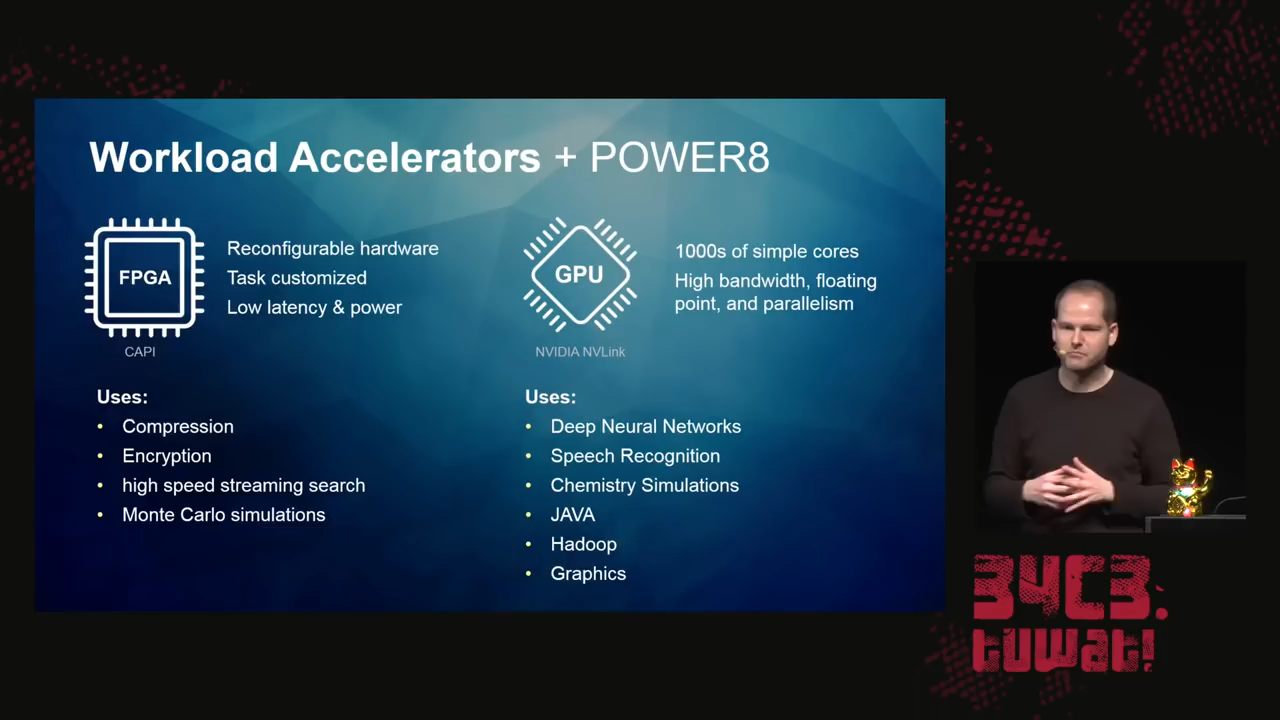 Workload Accelerators + POWER8
FPGA
CAPI
Reconfigurable hardware
Task customized
Low latency & power
Uses:
• Compression
• Encryption
• high speed streaming search
• Monte Carlo simulations
GPU
NVIDIA NVLink
1000s of simple cores
High bandwidth, floating
point, and parallelism
Uses:
• Deep Neural Networks
• Speech Recognition
• Chemistry Simulations
• JAVA
• Hadoop
• Graphics
34C3.
tuwat!